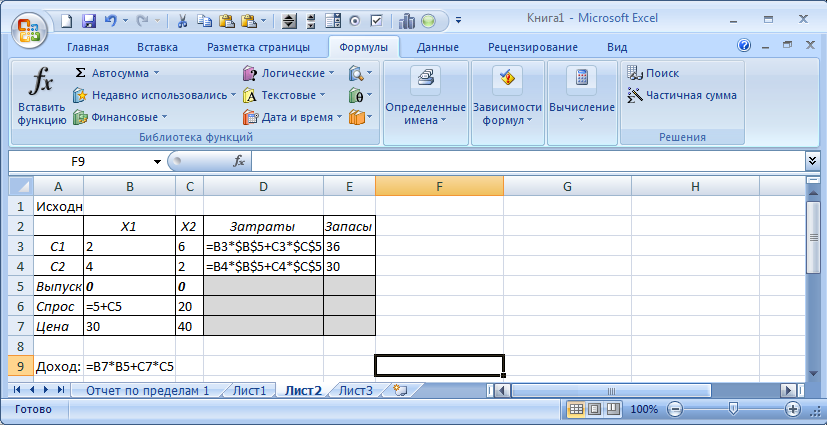 Книга1 - Microsoft Excel
Главная Вставка Разметка страницы Формулы Данные Рецензирование Вид
fx Вставить функцию
Σ Автосумма
Недавно использовались
Финансовые
Логические
Текстовые
Дата и время
Библиотека функций
Определенные имена
Зависимости формул
Вычисление
Поиск
Частичная сумма
Решения
F9 fx
A B C D E F G H
1 Исходн
2 X1 X2 Затраты Запасы
3 C1 2 6 =B3*$B$5+C3*$C$5 36
4 C2 4 2 =B4*$B$5+C4*$C$5 30
5 Выпуск 0 0
6 Спрос =5+C5 20
7 Цена 30 40
8
9 Доход: =B7*B5+C7*C5
Отчет по пределам 1 Лист1 Лист2 Лист3
Готово 100%